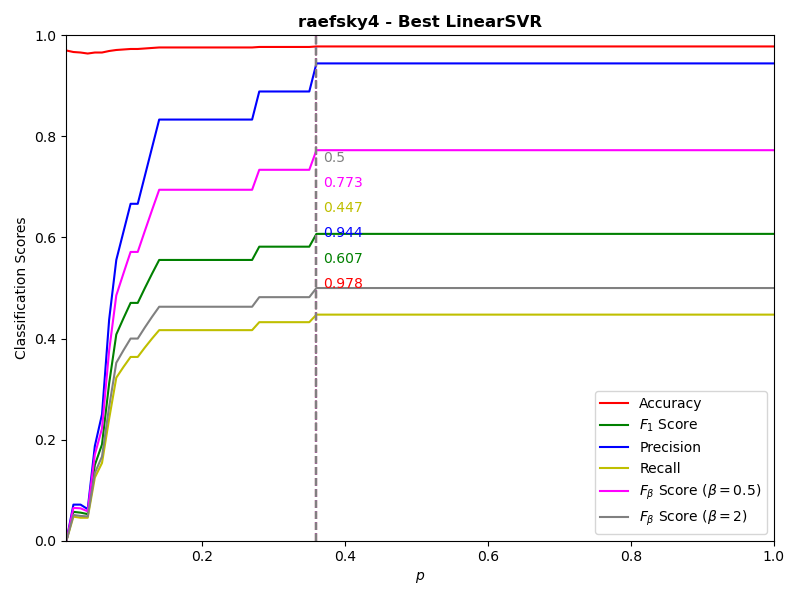 raefsky4 - Best LinearSVR
Classification Scores
1.0
0.8
0.6
0.4
0.2
0.0
0.5
0.773
0.447
0.944
0.607
0.978
Accuracy
F₁ Score
Precision
Recall
Fᵦ Score (β = 0.5)
Fᵦ Score (β = 2)
0.2
0.4
0.6
0.8
1.0
p